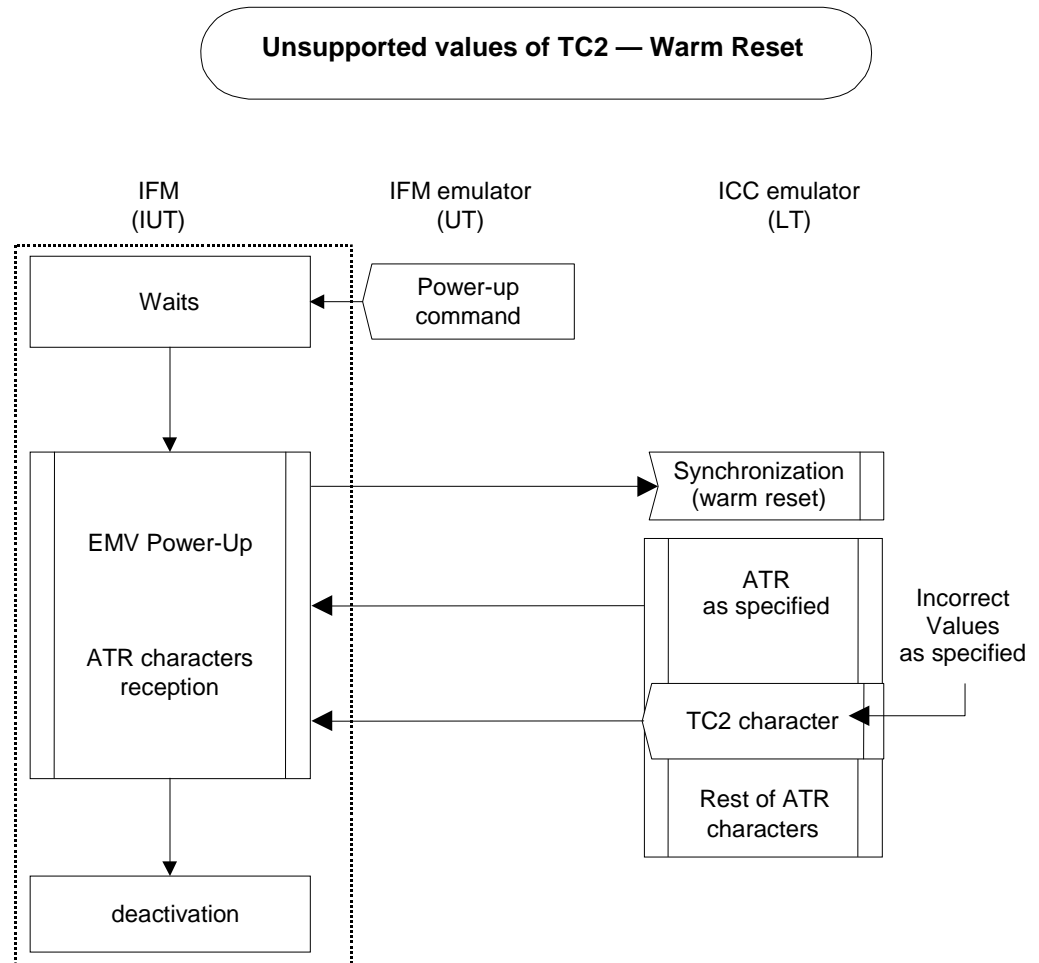 Unsupported values of TC2 — Warm Reset
IFM
(IUT)
IFM emulator
(UT)
ICC emulator
(LT)
Waits
Power-up
command
Synchronization
(warm reset)
EMV Power-Up
ATR
as specified
Incorrect
Values
as specified
ATR characters
reception
TC2 character
Rest of ATR
characters
deactivation